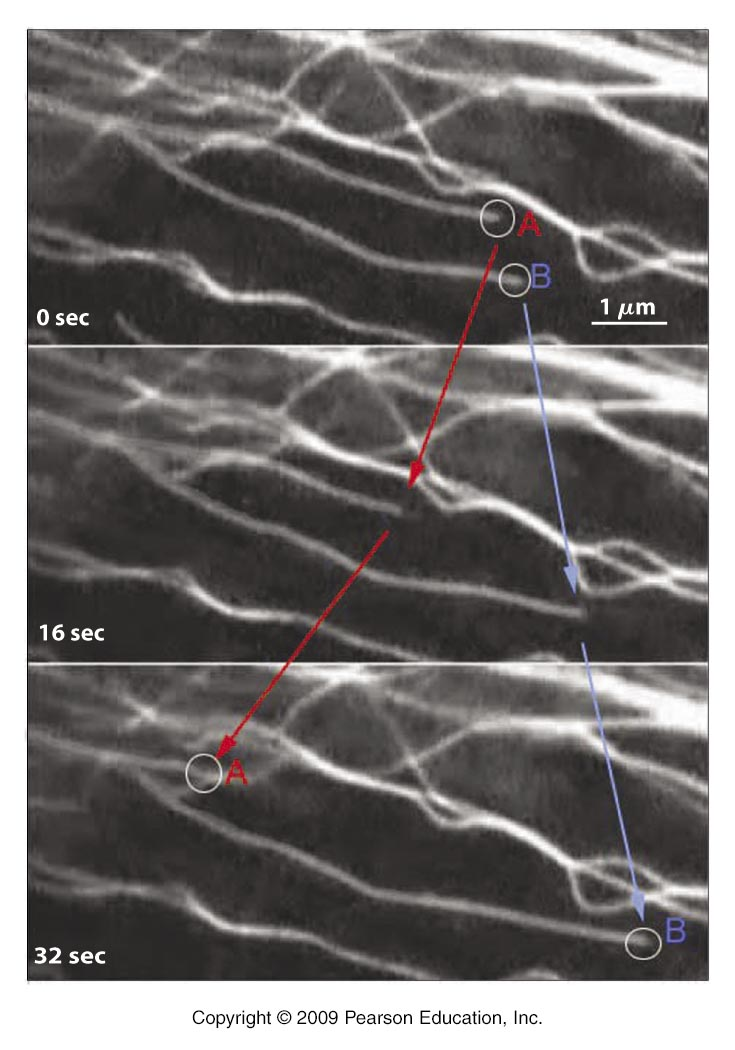 A
B
1 μm
0 sec
16 sec
A
B
32 sec
Copyright © 2009 Pearson Education, Inc.